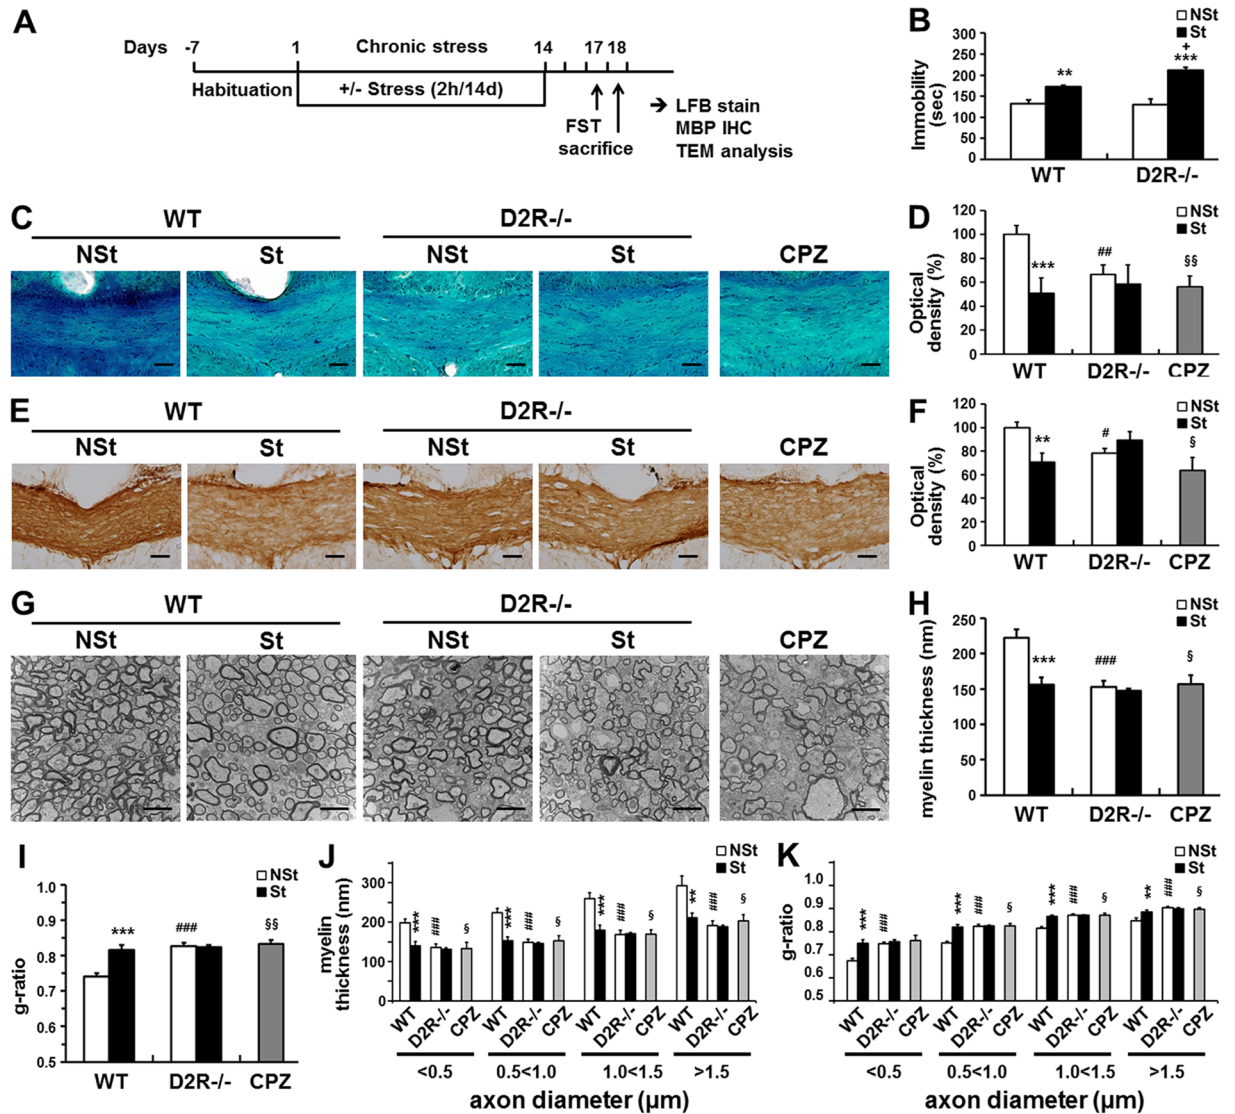 A
Days -7 1 Chronic stress 14 17 18
Habituation +/- Stress (2h/14d)
FST
sacrifice
➔ LFB stain
MBP IHC
TEM analysis
B
NSt
St
Immobility
(sec)
300
250
200
150
100
50
0
**
+
***
WT D2R-/-
C
WT D2R-/-
NSt St NSt St CPZ
D
NSt
St
Optical
density (%)
120
100
80
60
40
20
0
***
##
§§
WT D2R-/- CPZ
E
WT D2R-/-
NSt St NSt St CPZ
F
NSt
St
Optical
density (%)
120
100
80
60
40
20
0
**
#
§
WT D2R-/- CPZ
G
WT D2R-/-
NSt St NSt St CPZ
H
NSt
St
myelin thickness (nm)
250
200
150
100
50
0
***
###
§
WT D2R-/- CPZ
I
NSt
St
g-ratio
1.0
0.9
0.8
0.7
0.6
0.5
***
###
§§
WT D2R-/- CPZ
J
NSt
St
myelin
thickness (nm)
300
200
100
0
*** ### § *** ### § *** ### § ** ### §
WT D2R-/- CPZ WT D2R-/- CPZ WT D2R-/- CPZ WT D2R-/- CPZ
<0.5 0.5<1.0 1.0<1.5 >1.5
axon diameter (µm)
K
NSt
St
g-ratio
1.0
0.9
0.8
0.7
0.6
0.5
*** ### *** ### § *** ### § ** ### §
WT D2R-/- CPZ WT D2R-/- CPZ WT D2R-/- CPZ WT D2R-/- CPZ
<0.5 0.5<1.0 1.0<1.5 >1.5
axon diameter (µm)